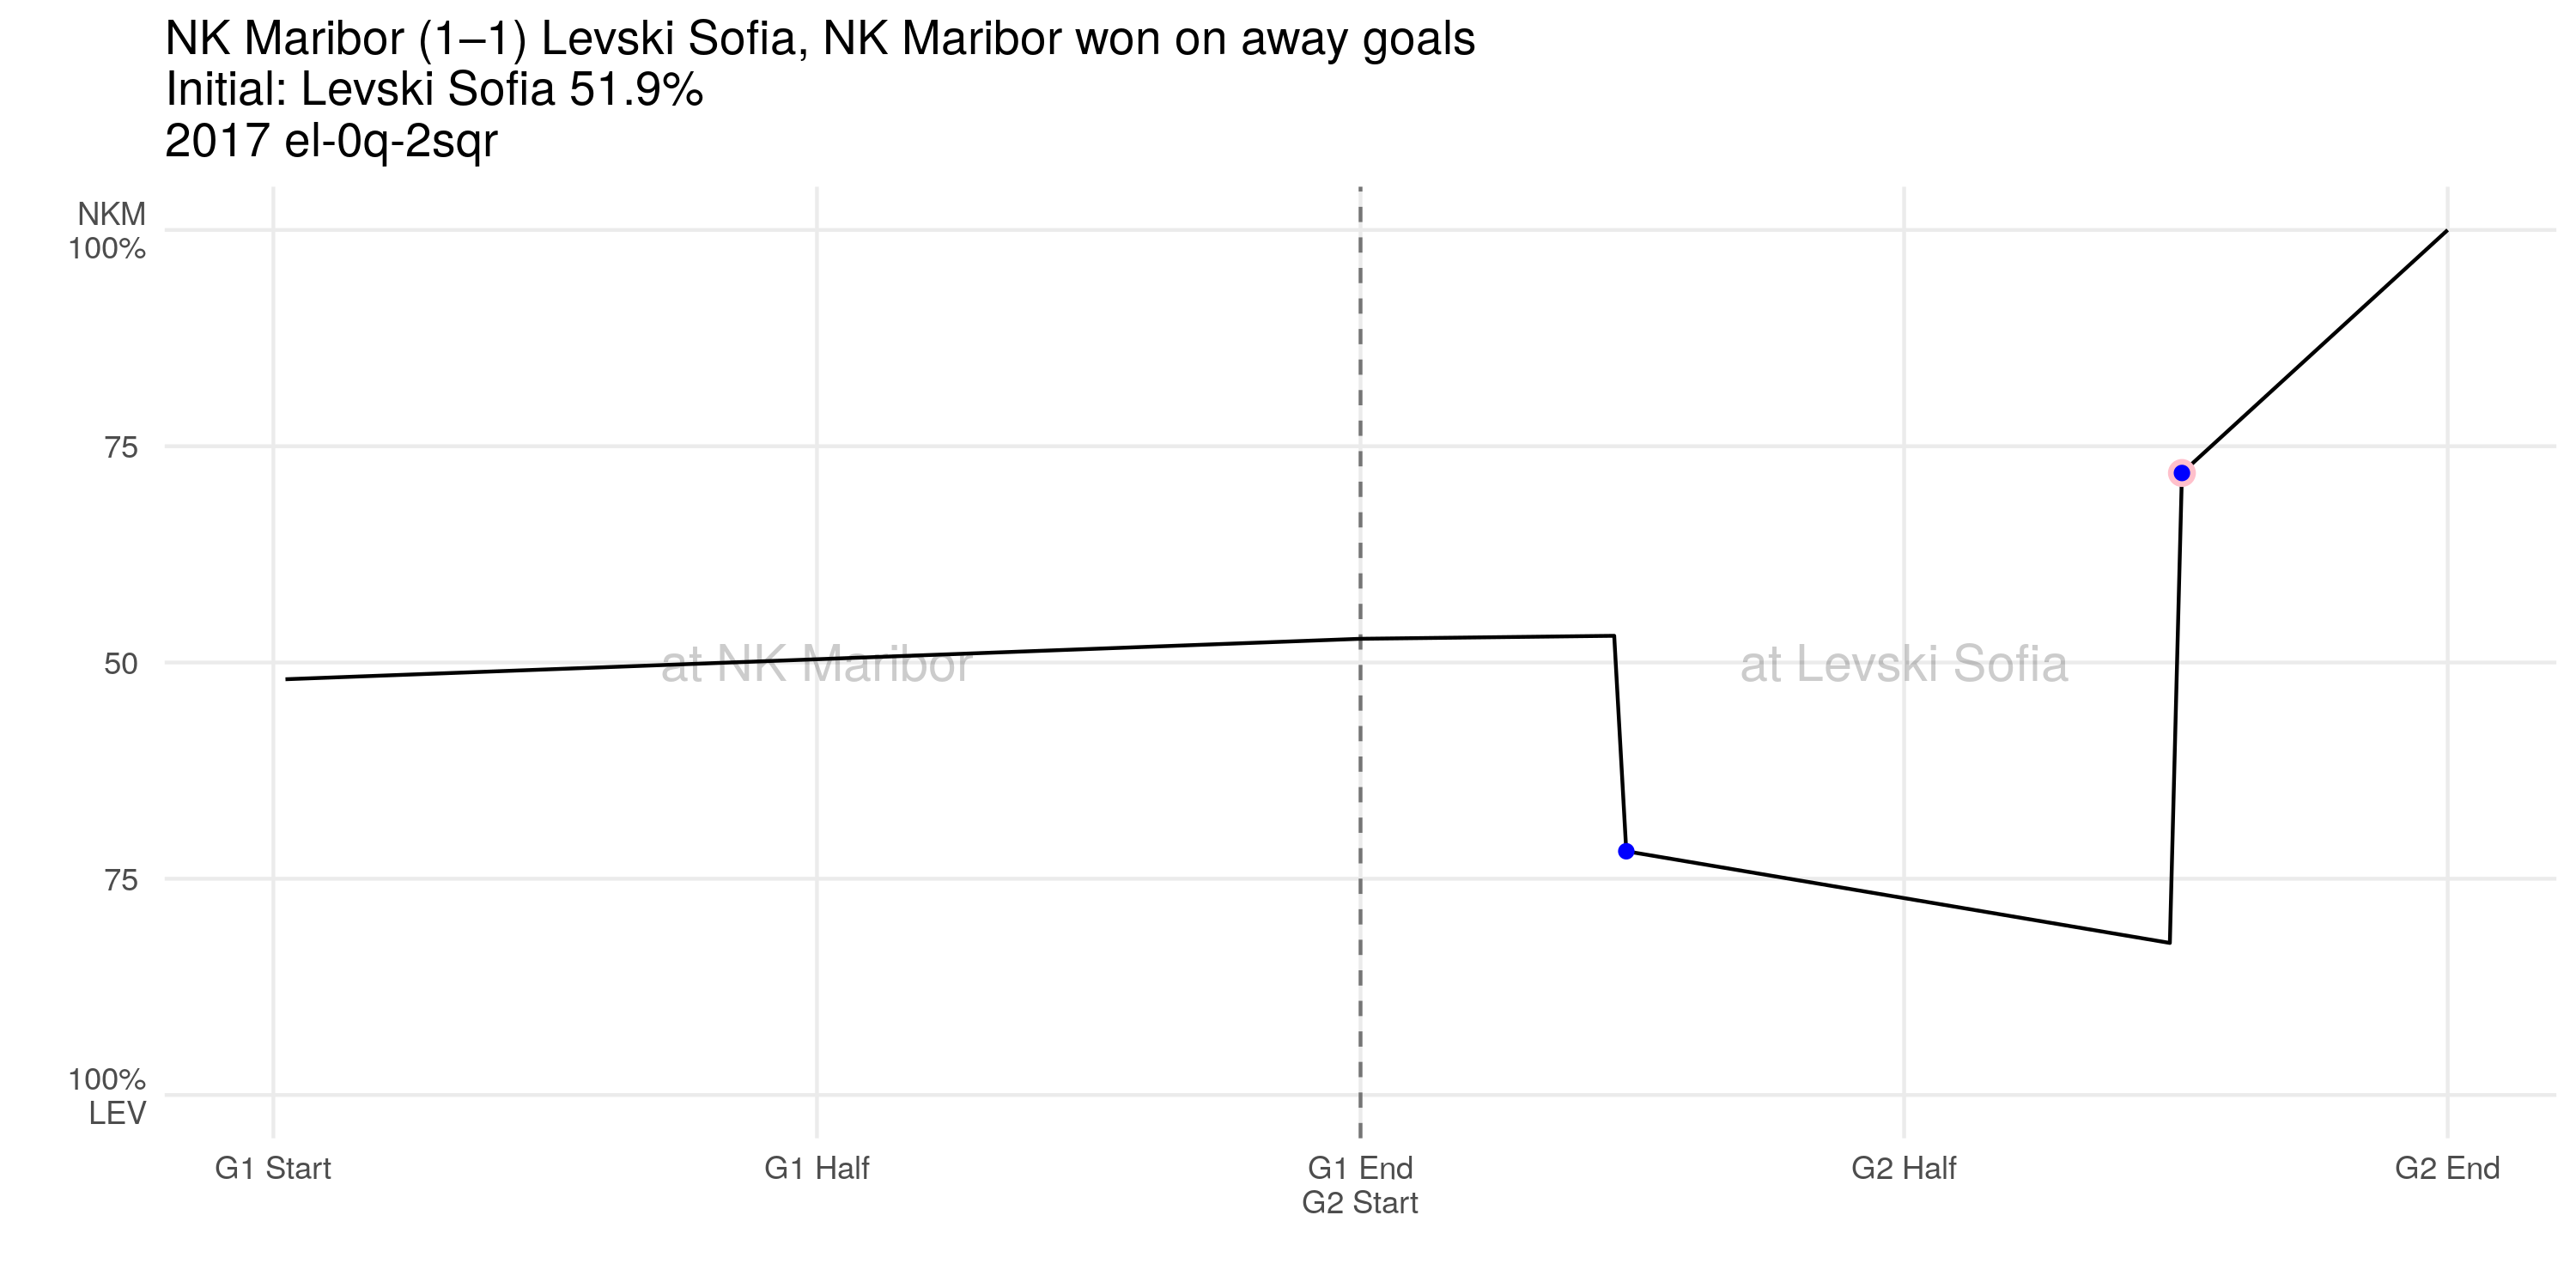 NK Maribor (1–1) Levski Sofia, NK Maribor won on away goals
Initial: Levski Sofia 51.9%
2017 el-0q-2sqr
NKM
100%
75
50
75
100%
LEV
at NK Maribor
at Levski Sofia
G1 Start
G1 Half
G1 End
G2 Start
G2 Half
G2 End